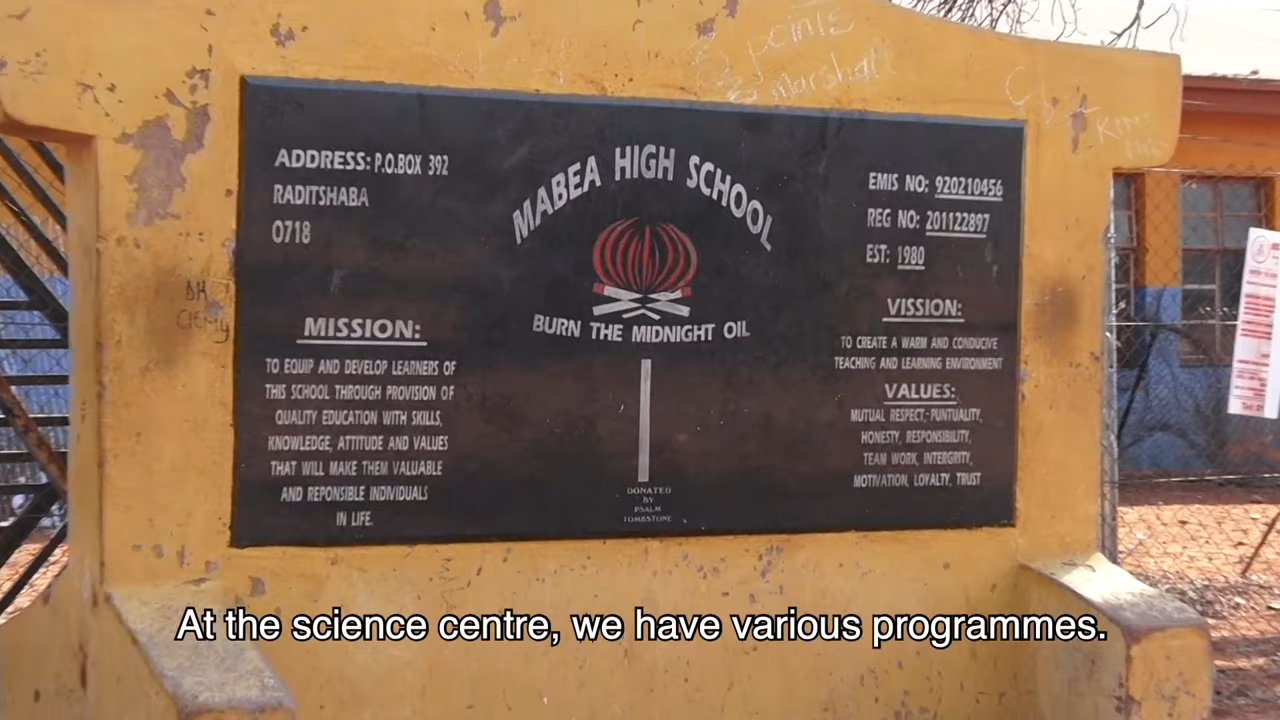 ADDRESS: P.O.BOX 392
RADITSHABA
0718
MABEA HIGH SCHOOL
BURN THE MIDNIGHT OIL
EMIS NO: 920210456
REG NO: 201122897
EST: 1980
MISSION:
TO EQUIP AND DEVELOP LEARNERS OF
THIS SCHOOL THROUGH PROVISION OF
QUALITY EDUCATION WITH SKILLS,
KNOWLEDGE, ATTITUDE AND VALUES
THAT WILL MAKE THEM VALUABLE
AND REPONSIBLE INDIVIDUALS
IN LIFE.
VISSION:
TO CREATE A WARM AND CONDUCIVE
TEACHING AND LEARNING ENVIRONMENT
VALUES:
MUTUAL RESPECT, PUNTUALITY,
HONESTY, RESPONSIBILITY,
TEAM WORK, INTERGRITY,
MOTIVATION, LOYALTY, TRUST
DONATED
BY
PSALM
TOMBSTONE
Marshall
At the science centre, we have various programmes.